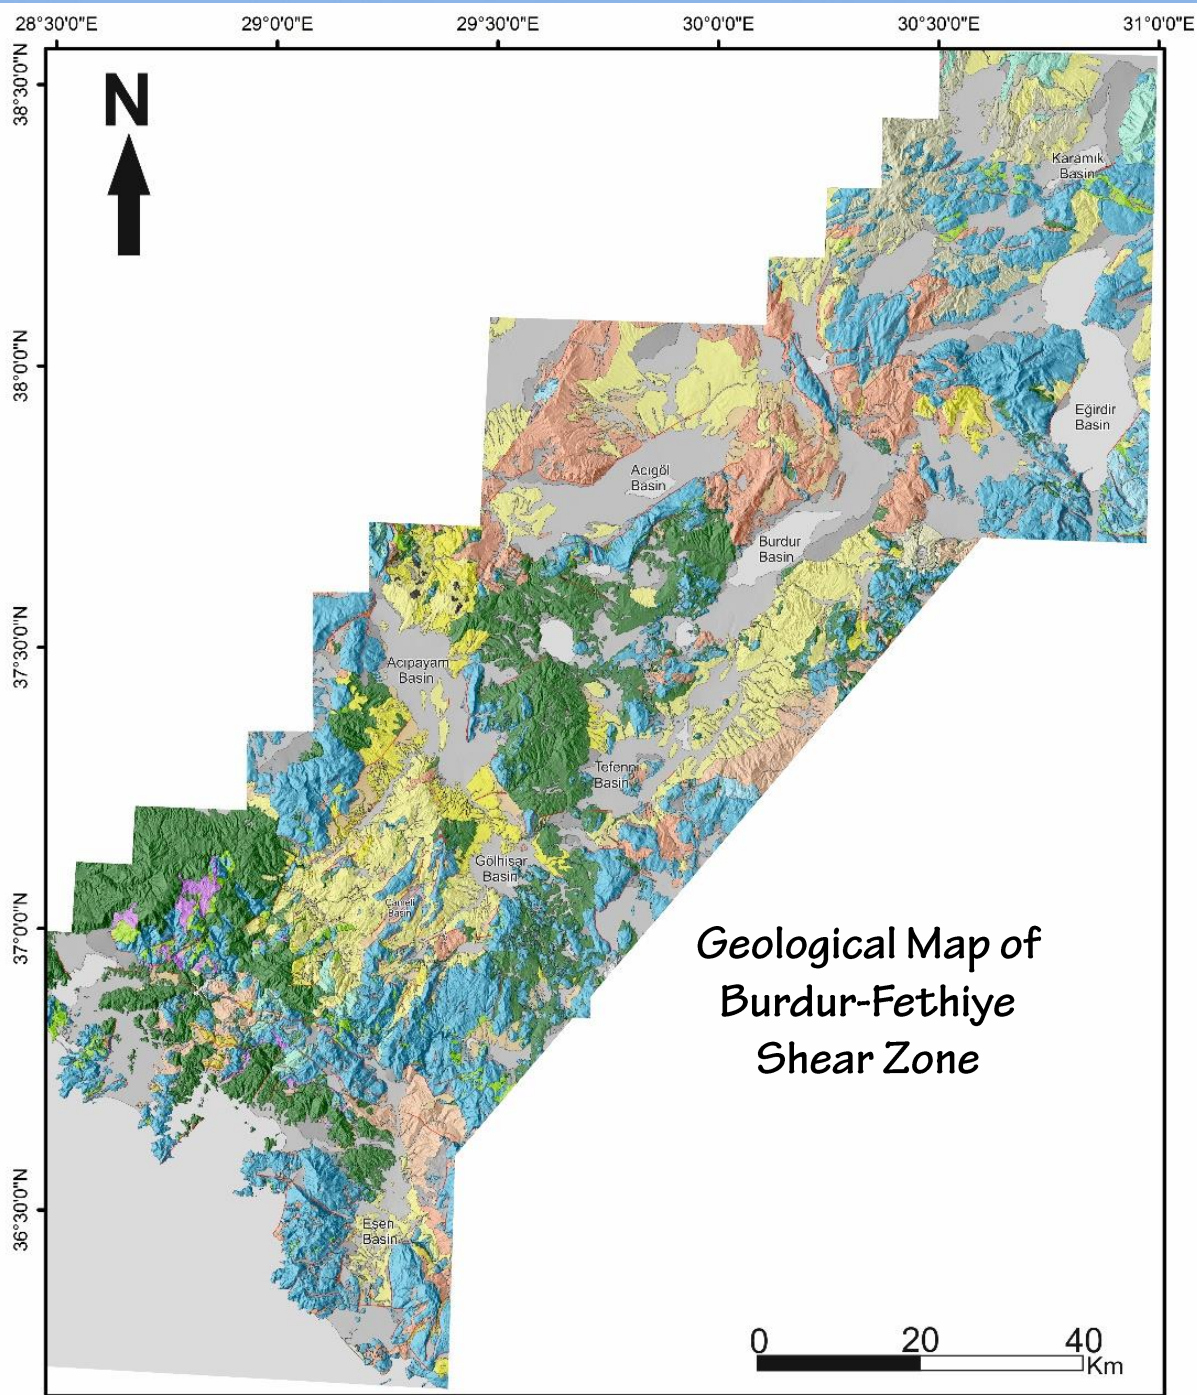 28°30'0"E 29°0'0"E 29°30'0"E 30°0'0"E 30°30'0"E 31°0'0"E
38°30'0"N
N
Karamık
Basin
38°0'0"N
Eğirdir
Basin
Acıgöl
Basin
Burdur
Basin
37°30'0"N
Acıpayam
Basin
Tefenni
Basin
Gölhisar
Basin
Çameli
Basin
37°0'0"N
Geological Map of
Burdur-Fethiye
Shear Zone
36°30'0"N
Eşen
Basin
0 20 40
Km